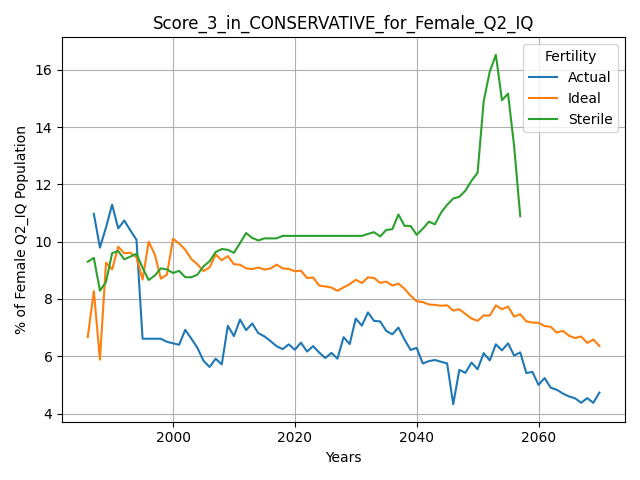 Score_3_in_CONSERVATIVE_for_Female_Q2_IQ
Fertility
Actual
Ideal
Sterile
% of Female Q2_IQ Population
16
14
12
10
8
6
4
2000
2020
2040
2060
Years